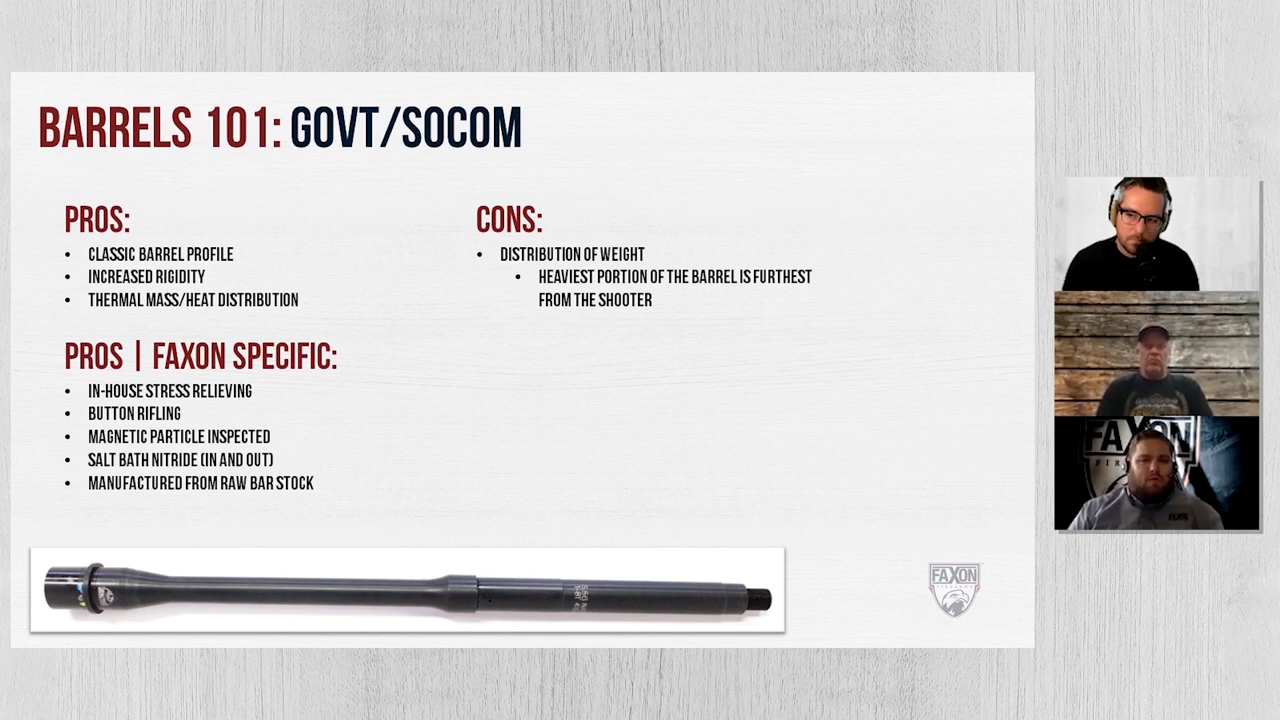 BARRELS 101: GOVT/SOCOM
PROS:
• CLASSIC BARREL PROFILE
• INCREASED RIGIDITY
• THERMAL MASS/HEAT DISTRIBUTION
CONS:
• DISTRIBUTION OF WEIGHT
• HEAVIEST PORTION OF THE BARREL IS FURTHEST
FROM THE SHOOTER
PROS | FAXON SPECIFIC:
• IN-HOUSE STRESS RELIEVING
• BUTTON RIFLING
• MAGNETIC PARTICLE INSPECTED
• SALT BATH NITRIDE (IN AND OUT)
• MANUFACTURED FROM RAW BAR STOCK
FAXON
FIREARMS
FAXON